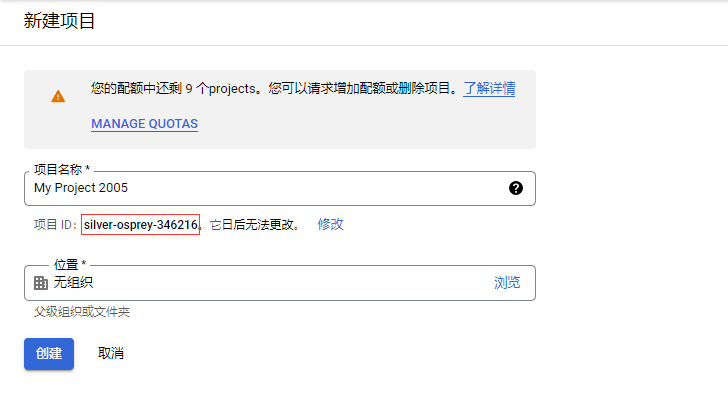 新建项目
您的配额中还剩 9 个projects。您可以请求增加配额或删除项目。了解详情
MANAGE QUOTAS
项目名称 *
My Project 2005
项目 ID：silver-osprey-346216。它日后无法更改。 修改
位置 *
无组织 浏览
父级组织或文件夹
创建 取消